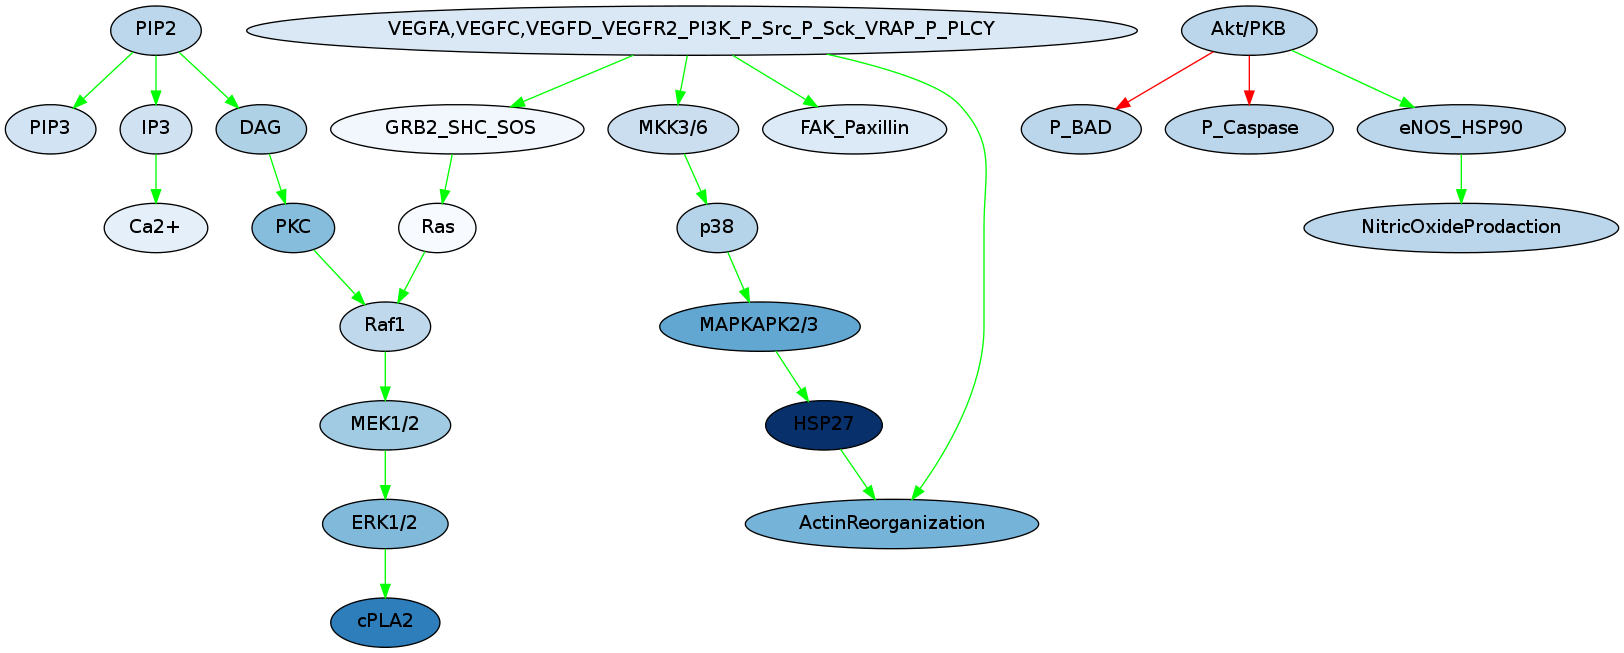 PIP2
VEGFA,VEGFC,VEGFD_VEGFR2_PI3K_P_Src_P_Sck_VRAP_P_PLCY
Akt/PKB
PIP3
IP3
DAG
GRB2_SHC_SOS
MKK3/6
FAK_Paxillin
P_BAD
P_Caspase
eNOS_HSP90
Ca2+
PKC
Ras
p38
NitricOxideProdaction
Raf1
MAPKAPK2/3
MEK1/2
HSP27
ERK1/2
ActinReorganization
cPLA2